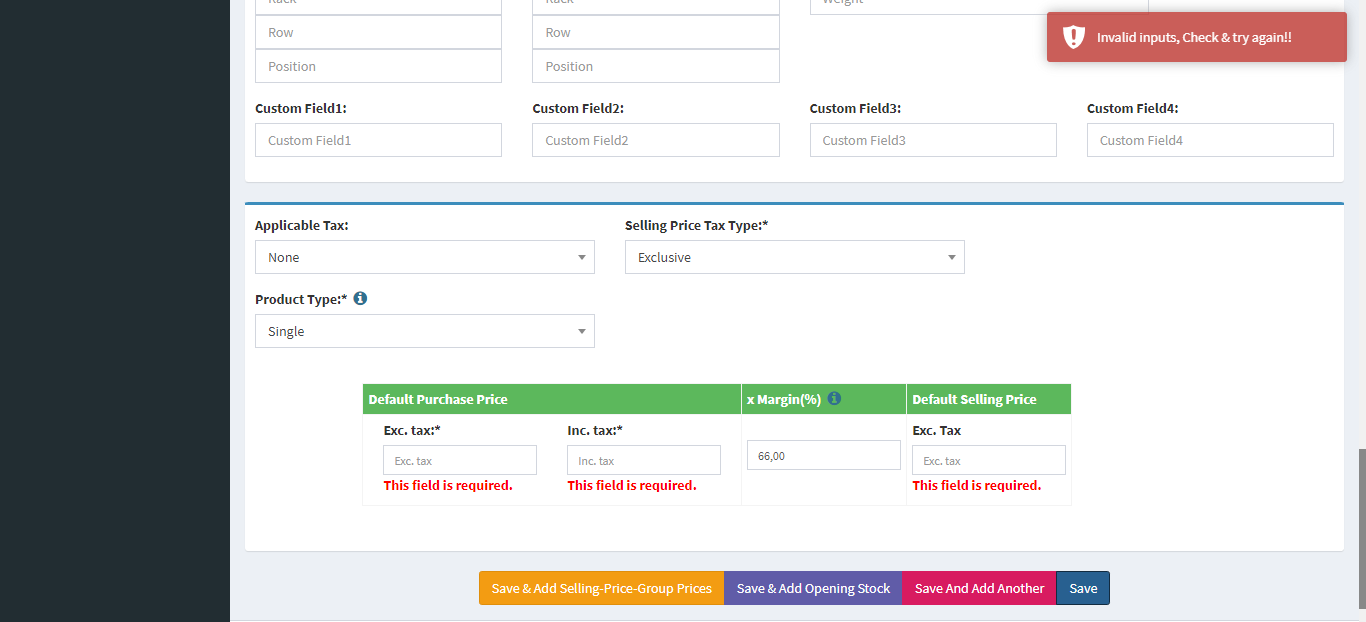 Rack
Rack
Weight
Invalid inputs, Check & try again!!
Row
Row
Position
Position
Custom Field1:
Custom Field2:
Custom Field3:
Custom Field4:
Custom Field1
Custom Field2
Custom Field3
Custom Field4
Applicable Tax:
Selling Price Tax Type:*
None
Exclusive
Product Type:*
Single
Default Purchase Price
x Margin(%)
Default Selling Price
Exc. tax:*
Inc. tax:*
Exc. Tax
Exc. tax
Inc. tax
66,00
Exc. tax
This field is required.
This field is required.
This field is required.
Save & Add Selling-Price-Group Prices
Save & Add Opening Stock
Save And Add Another
Save